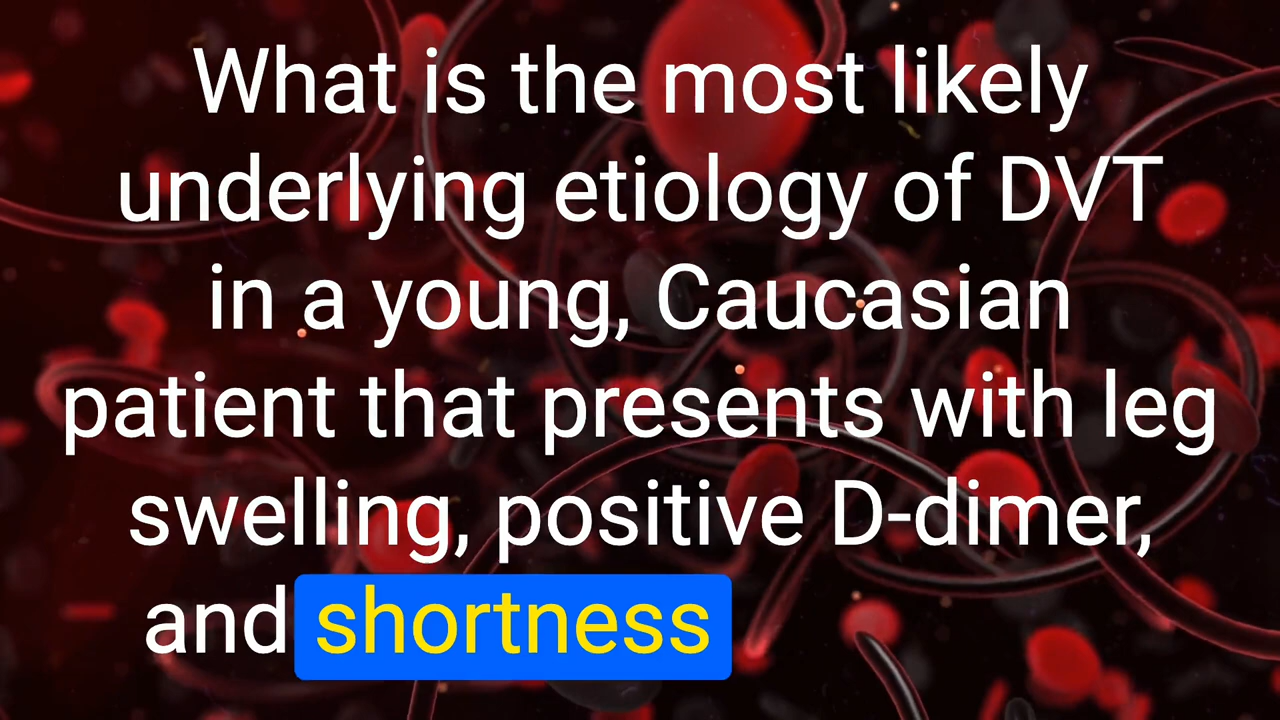 What is the most likely
underlying etiology of DVT
in a young, Caucasian
patient that presents with leg
swelling, positive D-dimer,
and shortness